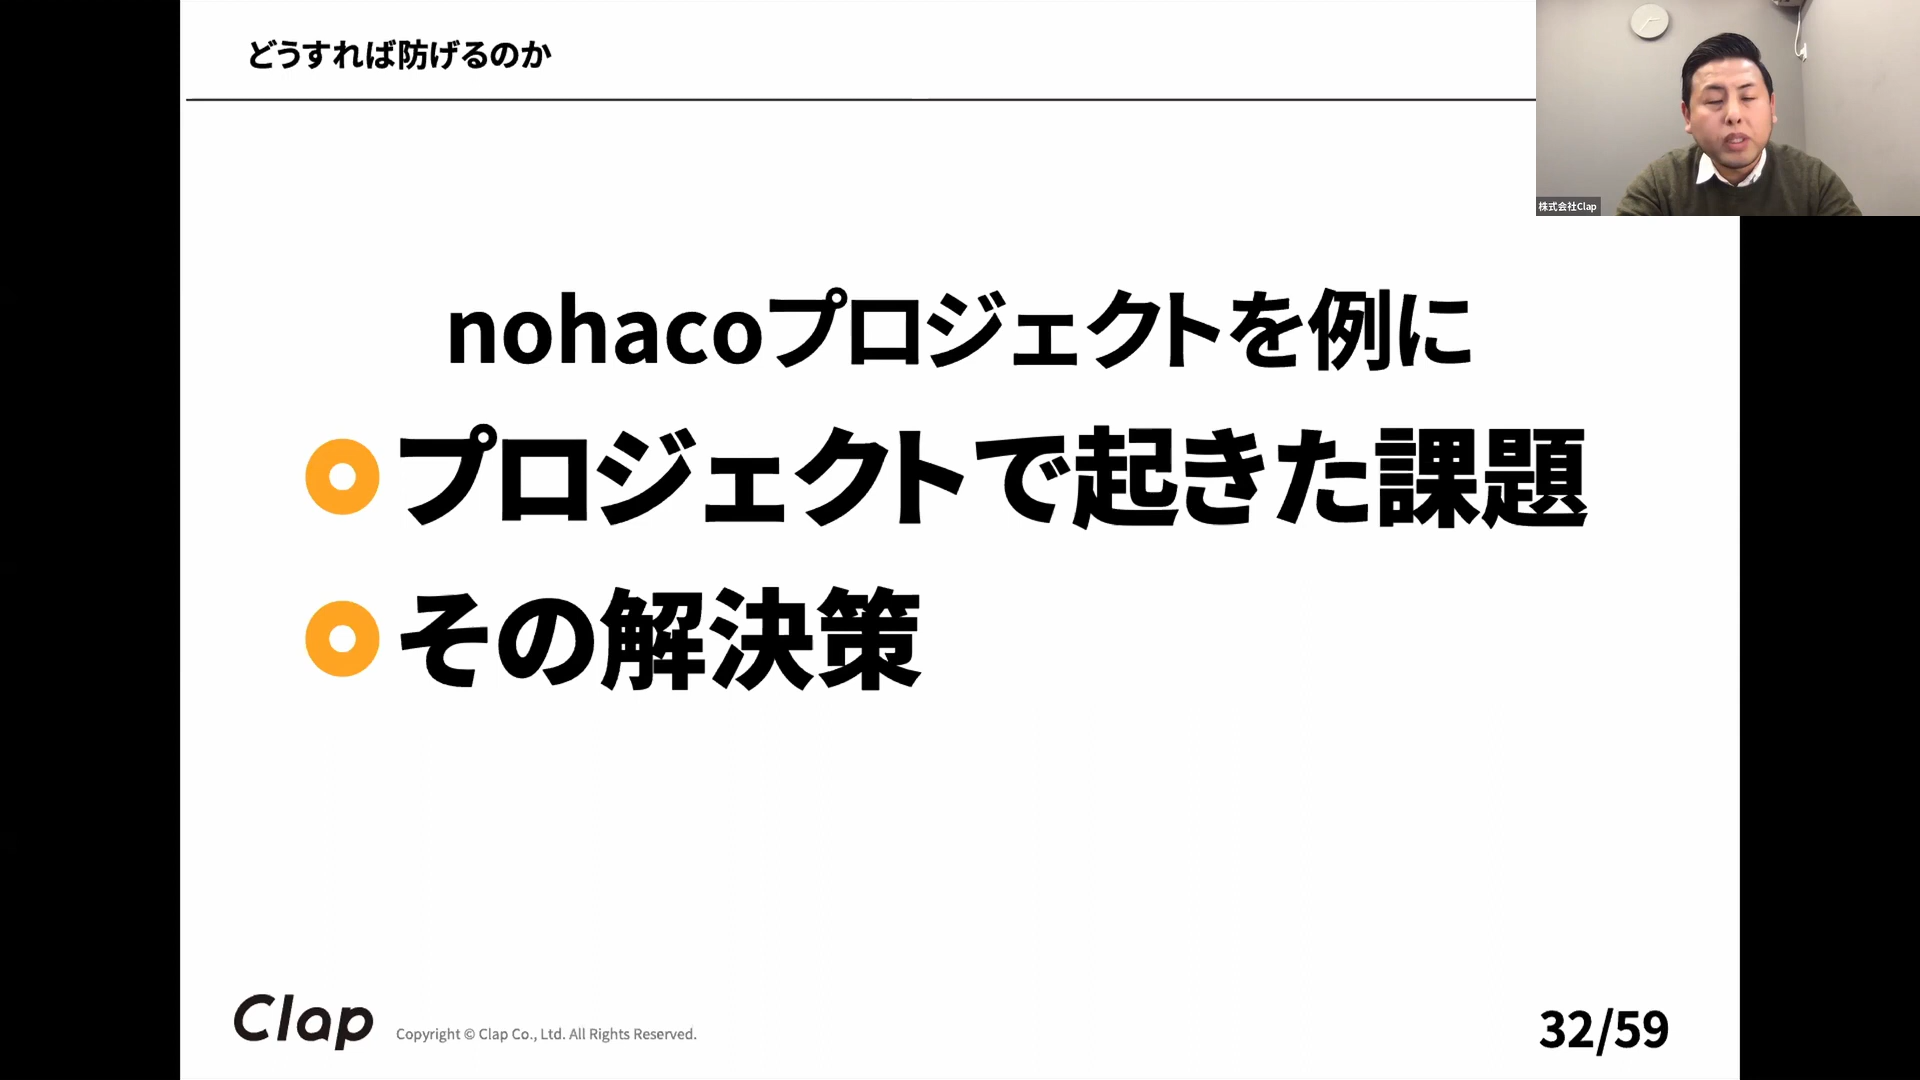 どうすれば防げるのか
株式会社Clap
nohacoプロジェクトを例に
プロジェクトで起きた課題
その解決策
Clap
Copyright © Clap Co., Ltd. All Rights Reserved.
32/59